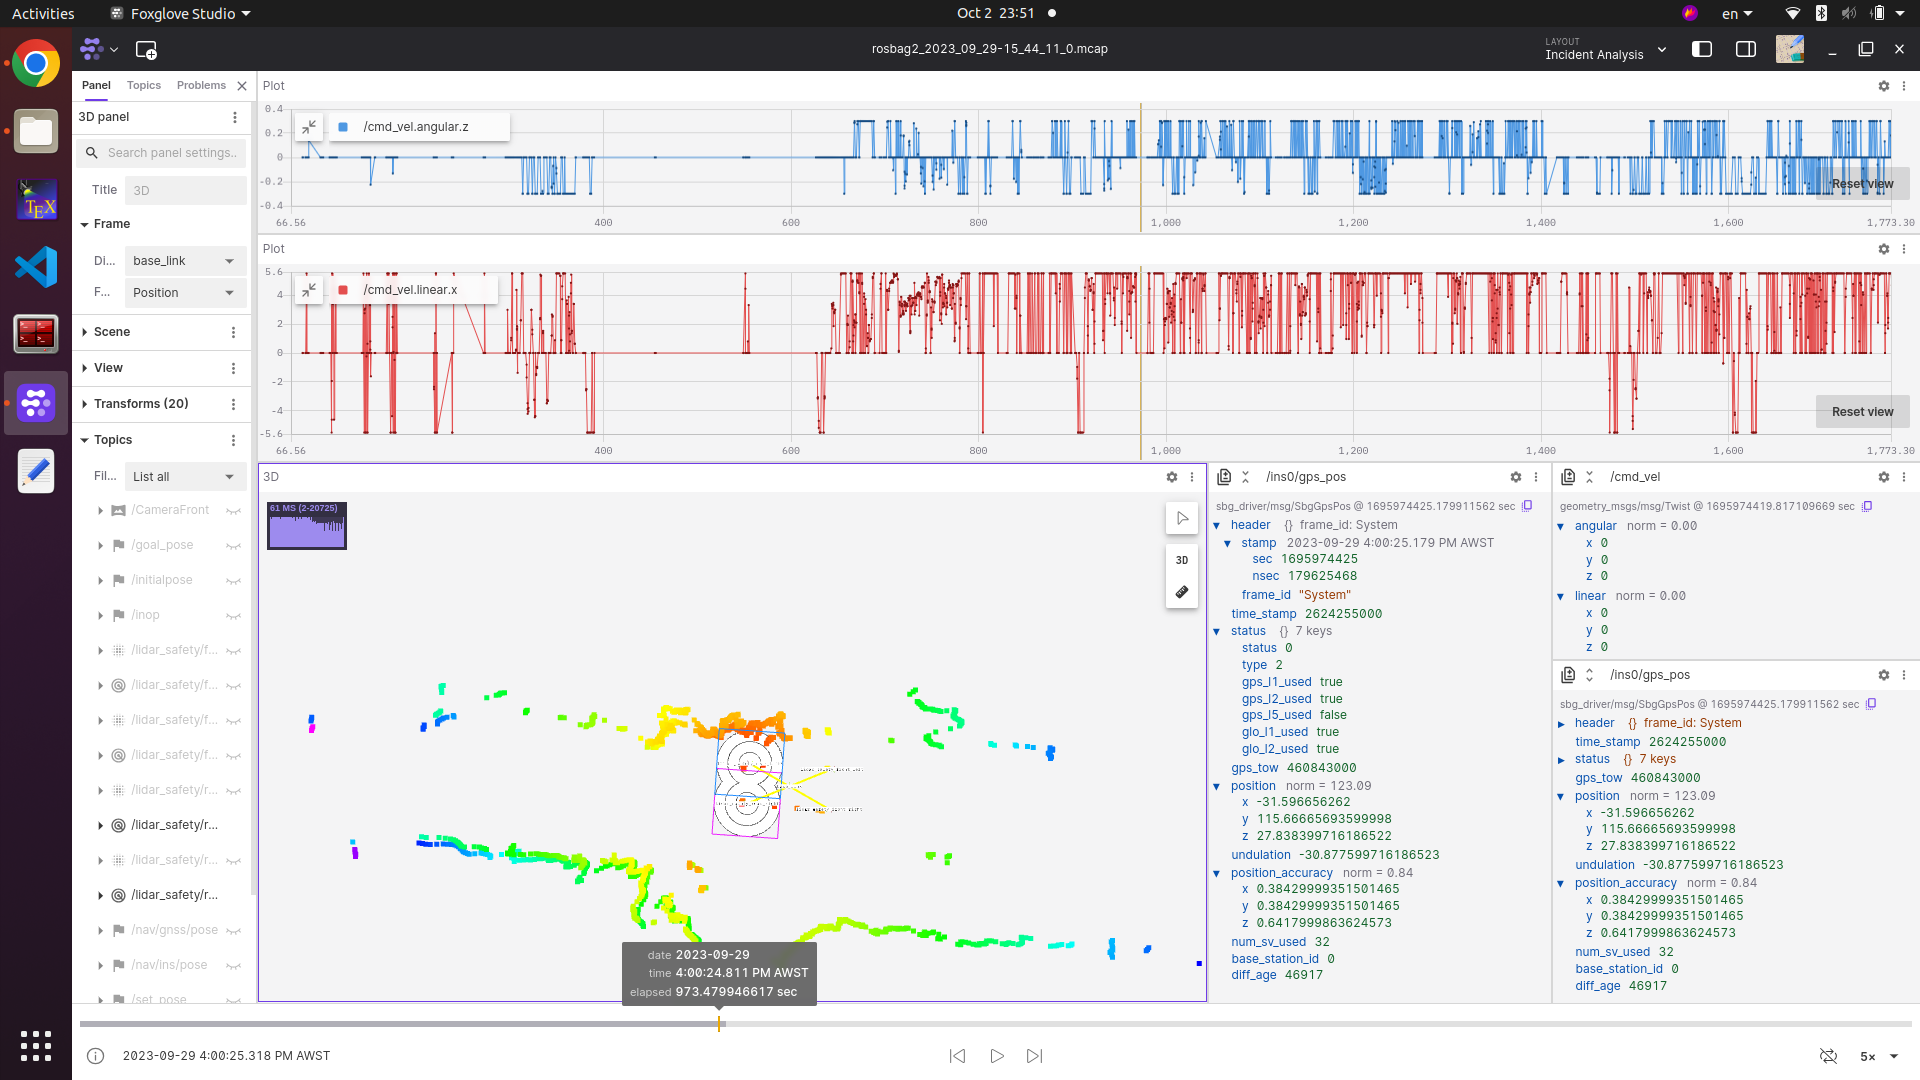 Activities
Foxglove Studio
Oct 2 23:51
en
rosbag2_2023_09_29-15_44_11_0.mcap
LAYOUT
Incident Analysis
Panel
Topics
Problems
3D panel
Search panel settings...
Title
3D
Frame
Di...
base_link
F...
Position
Scene
View
Transforms (20)
Topics
Fil...
List all
/CameraFront
/goal_pose
/initialpose
/inop
/lidar_safety/f...
/lidar_safety/f...
/lidar_safety/f...
/lidar_safety/f...
/lidar_safety/r...
/lidar_safety/r...
/lidar_safety/r...
/lidar_safety/r...
/nav/gnss/pose
/nav/ins/pose
/set_pose
Plot
/cmd_vel.angular.z
0.4
0.2
0
-0.2
-0.4
66.56
400
600
800
1,000
1,200
1,400
1,600
1,773.30
Reset view
Plot
/cmd_vel.linear.x
5.6
4
2
0
-2
-4
-5.6
66.56
400
600
800
1,000
1,200
1,400
1,600
1,773.30
Reset view
3D
61 MS (2-20725)
3D
/ins0/gps_pos
sbg_driver/msg/SbgGpsPos @ 1695974425.179911562 sec
header {} frame_id: System
stamp 2023-09-29 4:00:25.179 PM AWST
sec 1695974425
nsec 179625468
frame_id "System"
time_stamp 2624255000
status {} 7 keys
status 0
type 2
gps_l1_used true
gps_l2_used true
gps_l5_used false
glo_l1_used true
glo_l2_used true
gps_tow 460843000
position norm = 123.09
x -31.596656262
y 115.66665693599998
z 27.838399716186522
undulation -30.877599716186523
position_accuracy norm = 0.84
x 0.38429999351501465
y 0.38429999351501465
z 0.6417999863624573
num_sv_used 32
base_station_id 0
diff_age 46917
/cmd_vel
geometry_msgs/msg/Twist @ 1695974419.817109669 sec
angular norm = 0.00
x 0
y 0
z 0
linear norm = 0.00
x 0
y 0
z 0
/ins0/gps_pos
sbg_driver/msg/SbgGpsPos @ 1695974425.179911562 sec
header {} frame_id: System
time_stamp 2624255000
status {} 7 keys
gps_tow 460843000
position norm = 123.09
x -31.596656262
y 115.66665693599998
z 27.838399716186522
undulation -30.877599716186523
position_accuracy norm = 0.84
x 0.38429999351501465
y 0.38429999351501465
z 0.6417999863624573
num_sv_used 32
base_station_id 0
diff_age 46917
date 2023-09-29
time 4:00:24.811 PM AWST
elapsed 973.479946617 sec
2023-09-29 4:00:25.318 PM AWST
5×